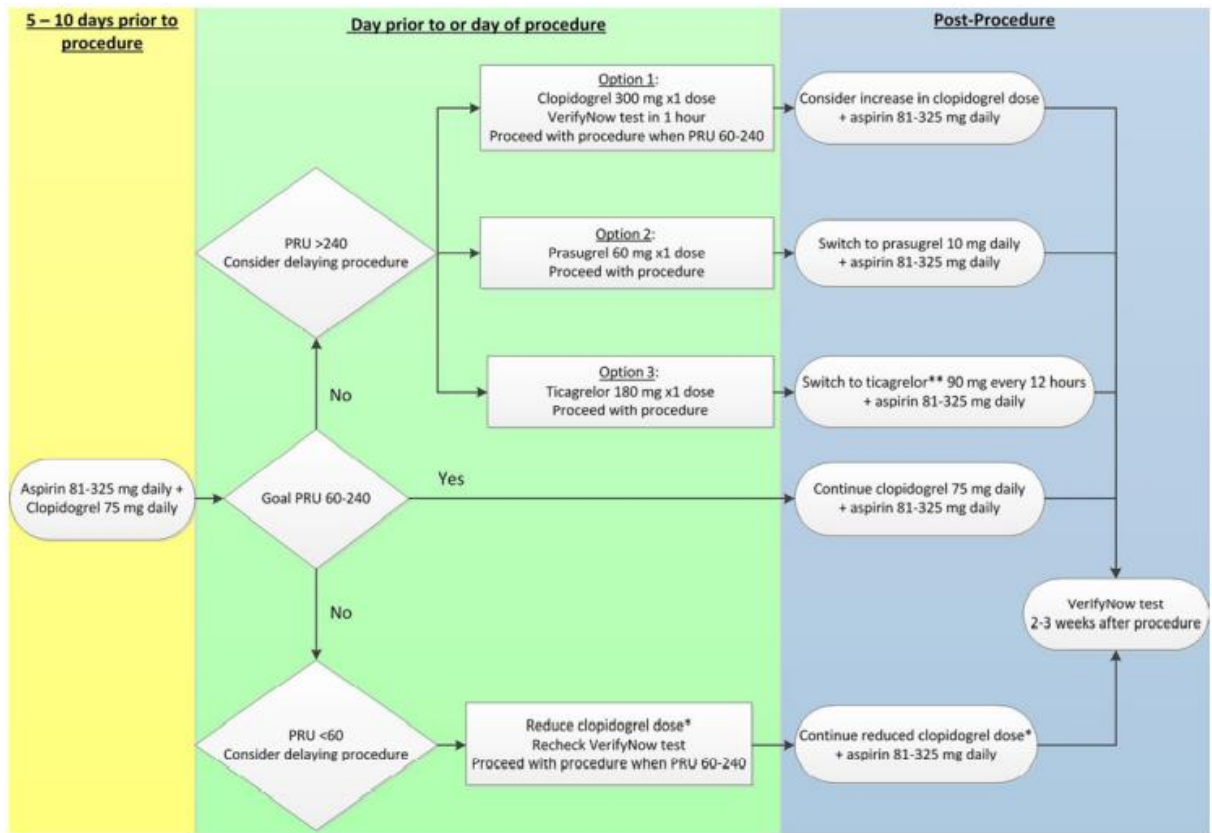 5 – 10 days prior to
procedure
Day prior to or day of procedure
Post-Procedure
Option 1:
Clopidogrel 300 mg x1 dose
VerifyNow test in 1 hour
Proceed with procedure when PRU 60-240
Consider increase in clopidogrel dose
+ aspirin 81-325 mg daily
PRU >240
Consider delaying procedure
Option 2:
Prasugrel 60 mg x1 dose
Proceed with procedure
Switch to prasugrel 10 mg daily
+ aspirin 81-325 mg daily
Option 3:
Ticagrelor 180 mg x1 dose
Proceed with procedure
Switch to ticagrelor** 90 mg every 12 hours
+ aspirin 81-325 mg daily
No
Aspirin 81-325 mg daily +
Clopidogrel 75 mg daily
Goal PRU 60-240
Yes
Continue clopidogrel 75 mg daily
+ aspirin 81-325 mg daily
No
VerifyNow test
2-3 weeks after procedure
PRU <60
Consider delaying procedure
Reduce clopidogrel dose*
Recheck VerifyNow test
Proceed with procedure when PRU 60-240
Continue reduced clopidogrel dose*
+ aspirin 81-325 mg daily